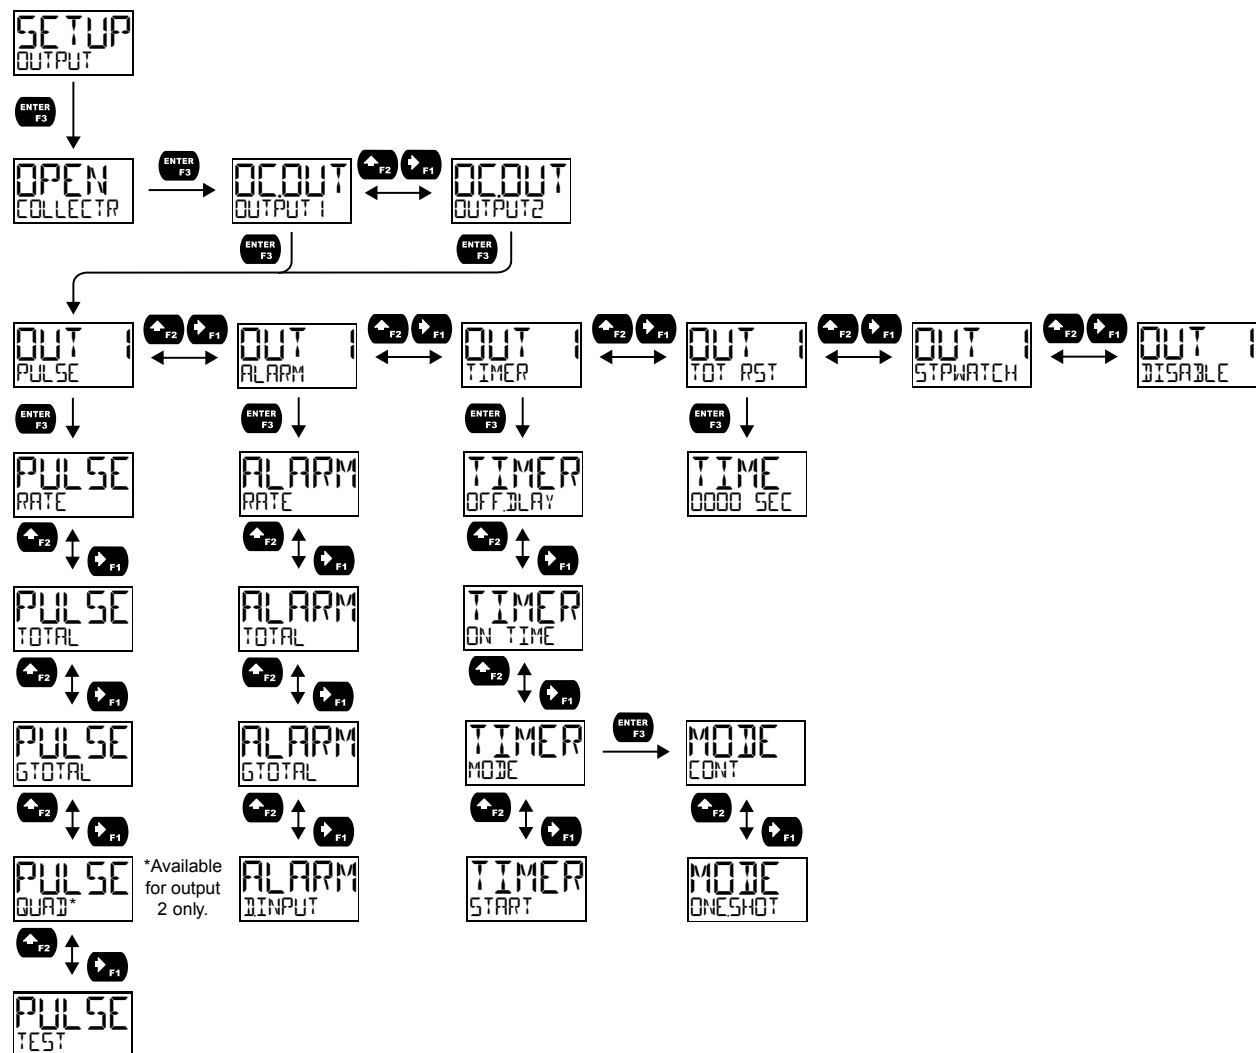 SETUP
OUTPUT
ENTER
F3
OPEN
COLLECTR
ENTER
F3
OC.OUT
OUTPUT1
F2
F1
OC.OUT
OUTPUT2
ENTER
F3
ENTER
F3
OUT 1
PULSE
F2
F1
OUT 1
ALARM
F2
F1
OUT 1
TIMER
F2
F1
OUT 1
TOT RST
F2
F1
OUT 1
STPWATCH
F2
F1
OUT 1
DISABLE
ENTER
F3
ENTER
F3
ENTER
F3
ENTER
F3
PULSE
RATE
ALARM
RATE
TIMER
OFF.DLAY
TIME
0000 SEC
F2
F1
F2
F1
F2
F1
PULSE
TOTAL
ALARM
TOTAL
TIMER
ON TIME
F2
F1
F2
F1
F2
F1
PULSE
GTOTAL
ALARM
GTOTAL
TIMER
MODE
ENTER
F3
MODE
CONT
F2
F1
F2
F1
F2
F1
F2
F1
PULSE
QUAD*
*Available
for output
2 only.
ALARM
D.INPUT
TIMER
START
MODE
ONE.SHOT
F2
F1
PULSE
TEST